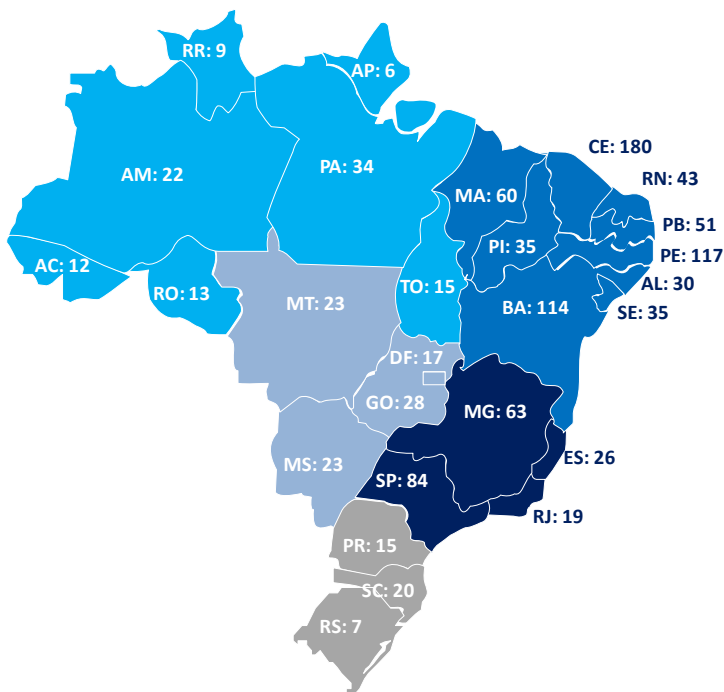 RR: 9
AP: 6
CE: 180
PA: 34
AM: 22
RN: 43
MA: 60
PB: 51
PI: 35
PE: 117
AC: 12
AL: 30
TO: 15
RO: 13
MT: 23
BA: 114
SE: 35
DF: 17
GO: 28
MG: 63
ES: 26
MS: 23
SP: 84
RJ: 19
PR: 15
SC: 20
RS: 7